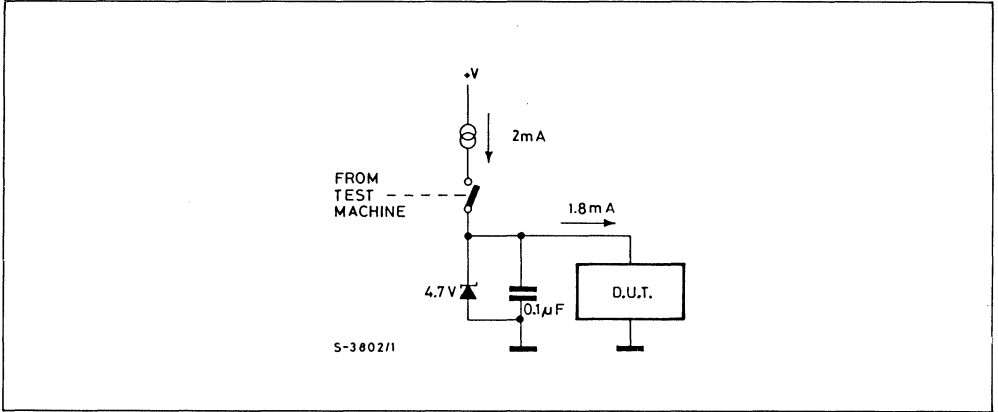 +V
2mA
FROM
TEST
MACHINE
1.8mA
4.7V
0.1μF
D.U.T.
S-3802/1